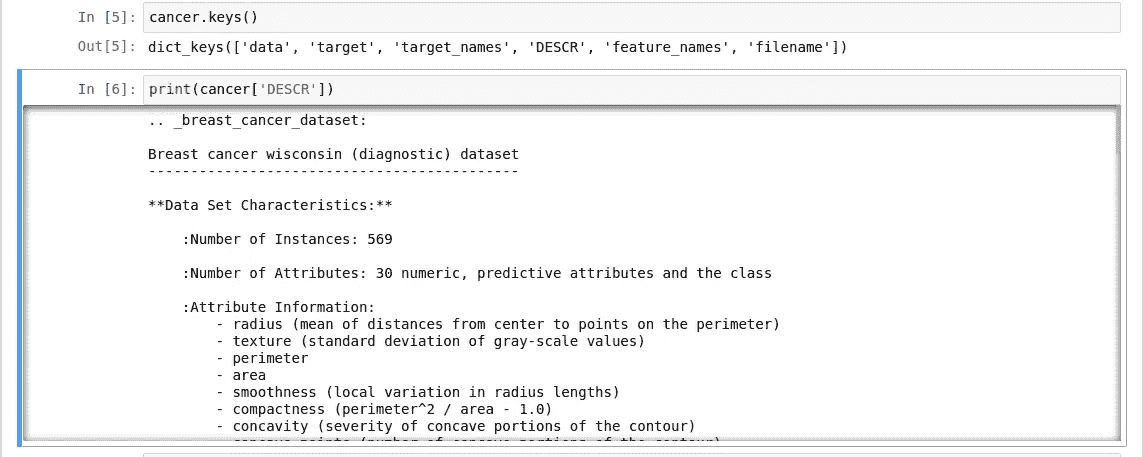 In [5]: cancer.keys()
Out[5]: dict_keys(['data', 'target', 'target_names', 'DESCR', 'feature_names', 'filename'])
In [6]: print(cancer['DESCR'])
.. _breast_cancer_dataset:
Breast cancer wisconsin (diagnostic) dataset
--------------------------------------------
**Data Set Characteristics:**
:Number of Instances: 569
:Number of Attributes: 30 numeric, predictive attributes and the class
:Attribute Information:
- radius (mean of distances from center to points on the perimeter)
- texture (standard deviation of gray-scale values)
- perimeter
- area
- smoothness (local variation in radius lengths)
- compactness (perimeter^2 / area - 1.0)
- concavity (severity of concave portions of the contour)